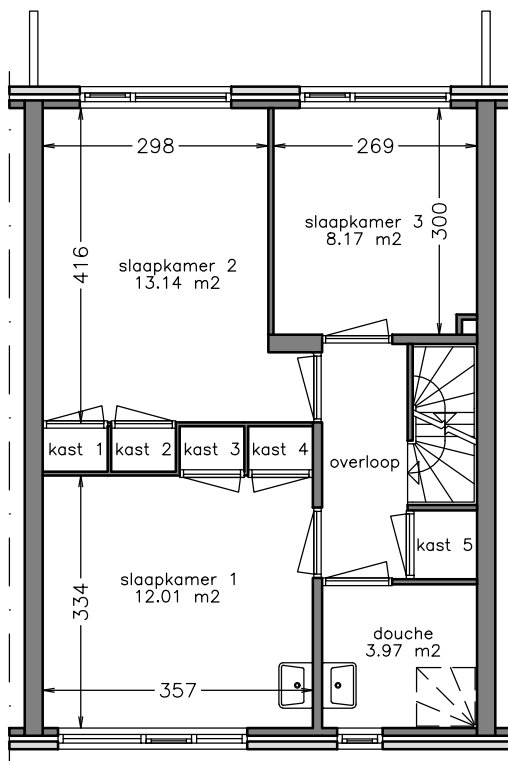 298
269
slaapkamer 3
8.17 m2
300
416
slaapkamer 2
13.14 m2
kast 1
kast 2
kast 3
kast 4
overloop
kast 5
slaapkamer 1
12.01 m2
334
douche
3.97 m2
357